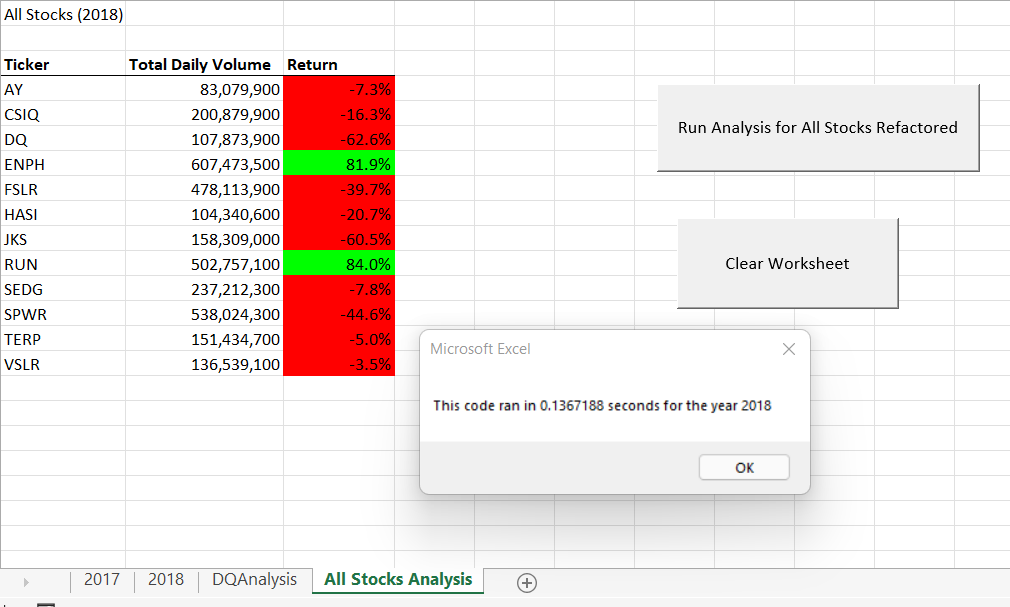 All Stocks (2018)
Ticker Total Daily Volume Return
AY 83,079,900 -7.3%
CSIQ 200,879,900 -16.3%
DQ 107,873,900 -62.6%
ENPH 607,473,500 81.9%
FSLR 478,113,900 -39.7%
HASI 104,340,600 -20.7%
JKS 158,309,000 -60.5%
RUN 502,757,100 84.0%
SEDG 237,212,300 -7.8%
SPWR 538,024,300 -44.6%
TERP 151,434,700 -5.0%
VSLR 136,539,100 -3.5%
Run Analysis for All Stocks Refactored
Clear Worksheet
Microsoft Excel
This code ran in 0.1367188 seconds for the year 2018
OK
2017 2018 DQAnalysis All Stocks Analysis